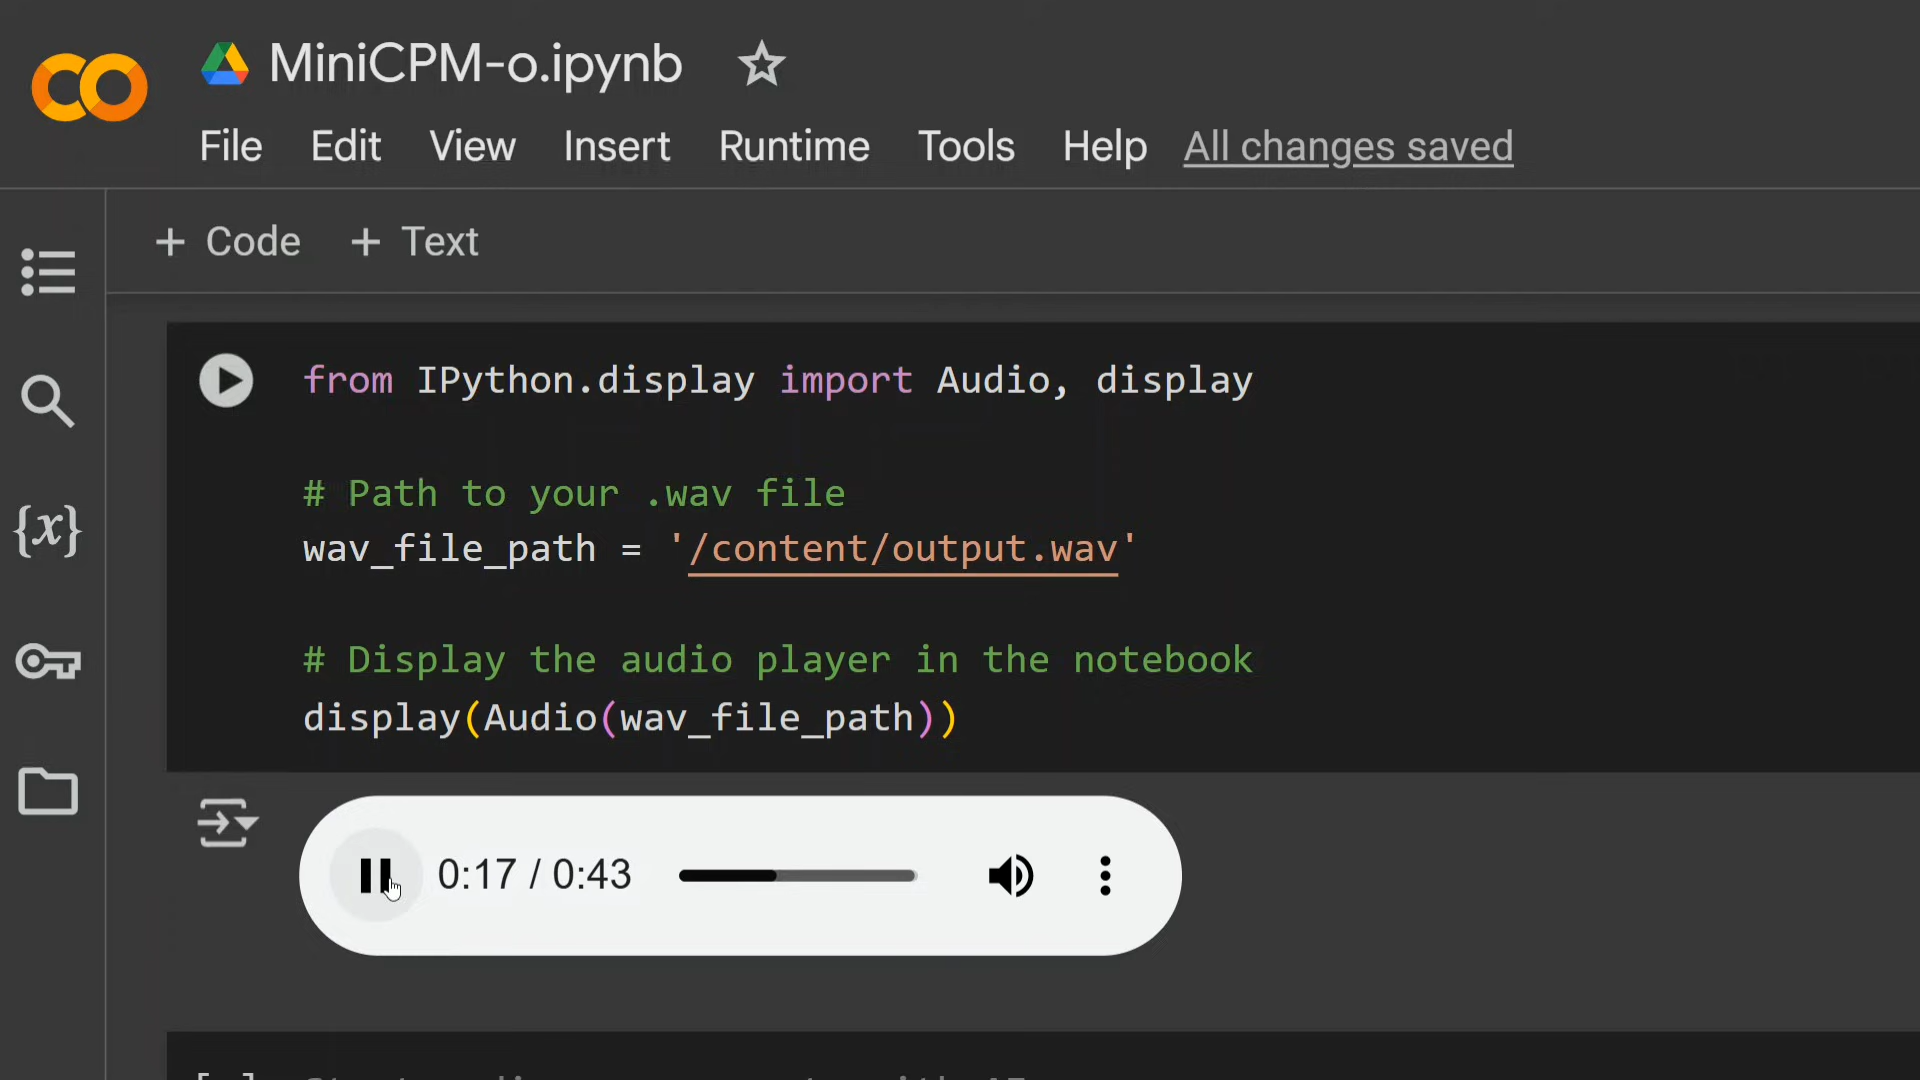 MiniCPM-o.ipynb
File Edit View Insert Runtime Tools Help All changes saved
+ Code + Text
{x}
from IPython.display import Audio, display
# Path to your .wav file
wav_file_path = '/content/output.wav'
# Display the audio player in the notebook
display(Audio(wav_file_path))
0:17 / 0:43